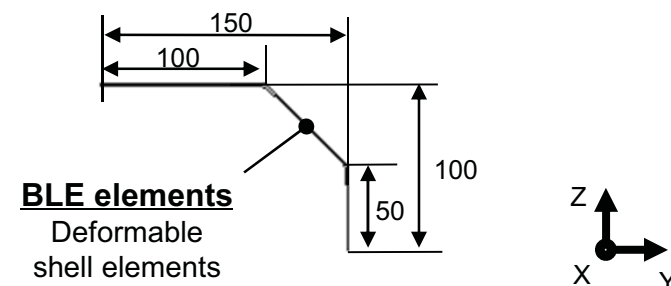 150
100
100
50
BLE elements
Deformable
shell elements
Z
X
Y